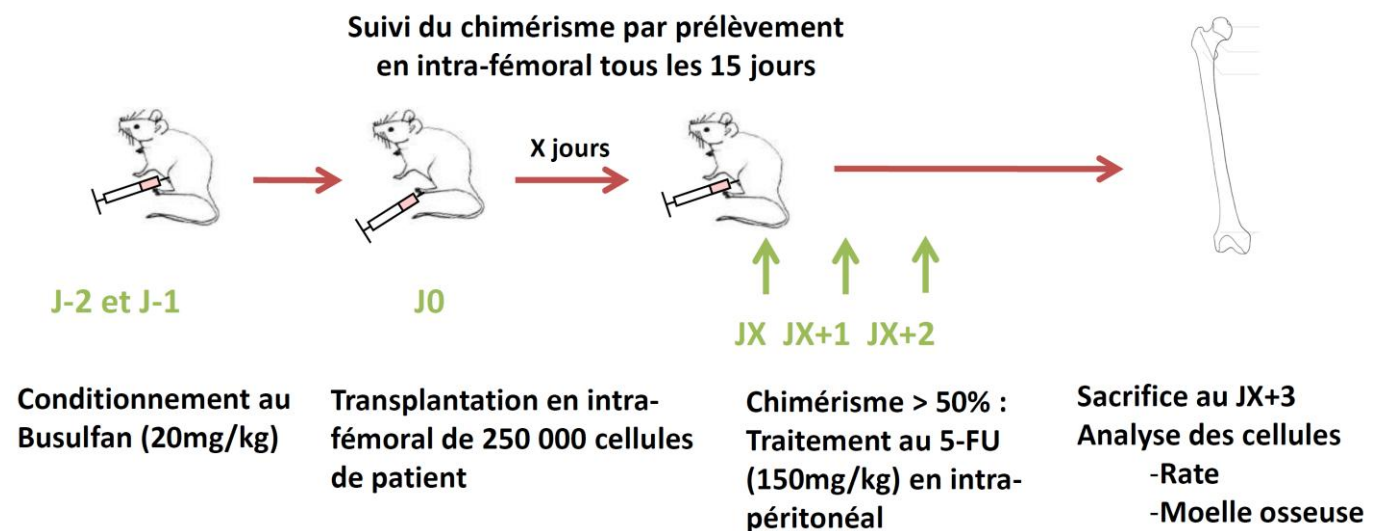 Suivi du chimérisme par prélèvement
en intra-fémoral tous les 15 jours
X jours
J-2 et J-1
J0
JX JX+1 JX+2
Conditionnement au
Busulfan (20mg/kg)
Transplantation en intra-
fémoral de 250 000 cellules
de patient
Chimérisme > 50% :
Traitement au 5-FU
(150mg/kg) en intra-
péritonéal
Sacrifice au JX+3
Analyse des cellules
-Rate
-Moelle osseuse